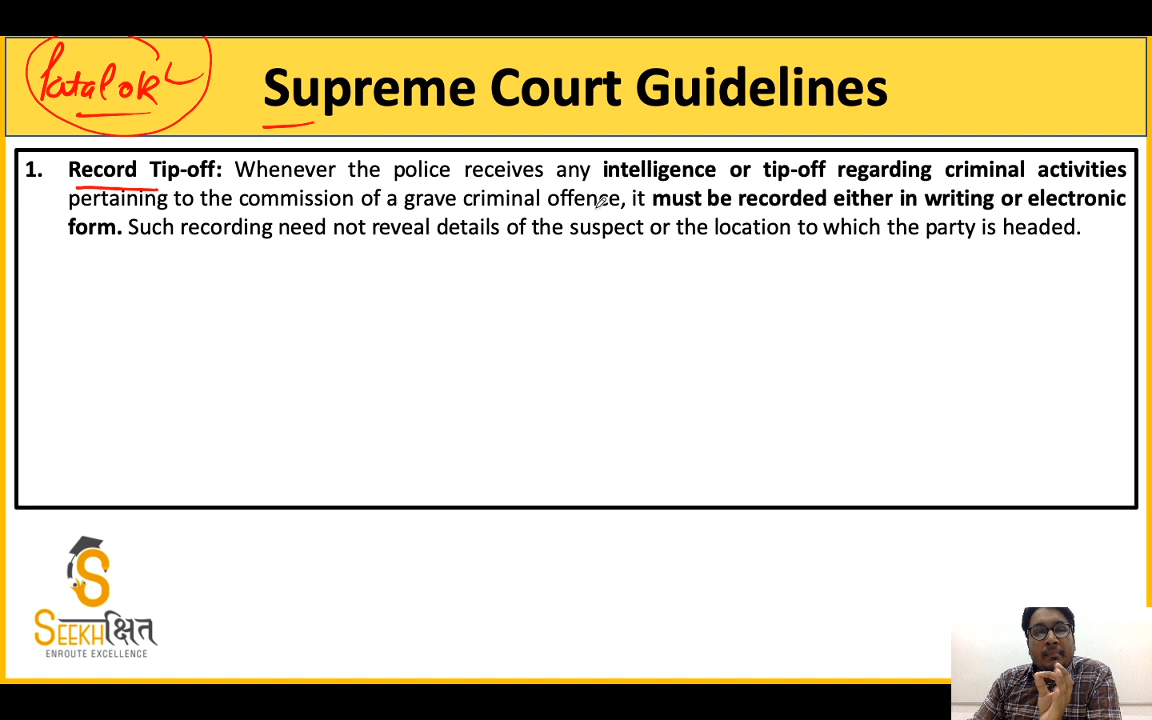 Supreme Court Guidelines
1. Record Tip-off: Whenever the police receives any intelligence or tip-off regarding criminal activities
pertaining to the commission of a grave criminal offense, it must be recorded either in writing or electronic
form. Such recording need not reveal details of the suspect or the location to which the party is headed.
S
SEEKHक्षित
ENROUTE EXCELLENCE